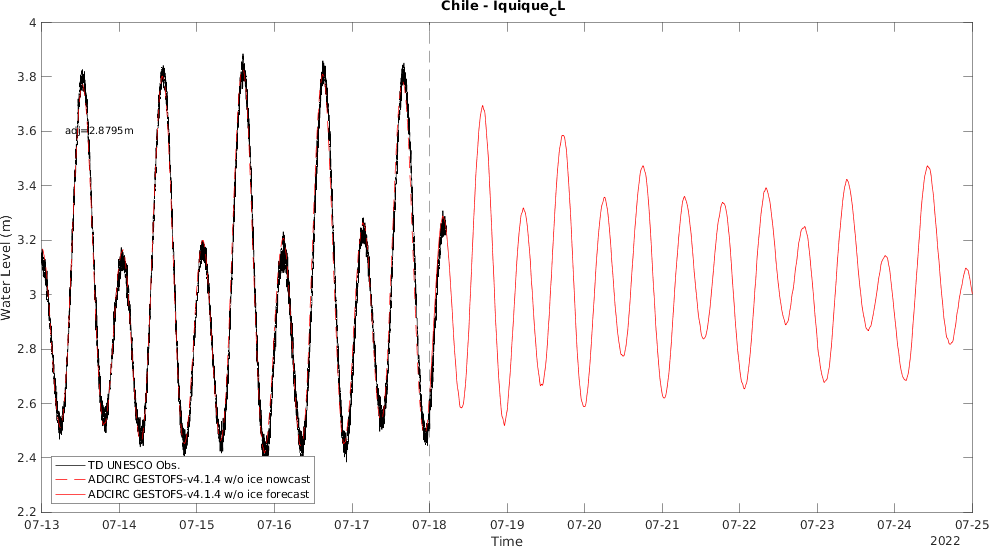 Chile - Iquique_CL
4
3.8
3.6
3.4
3.2
3
2.8
2.6
2.4
2.2
Water Level (m)
adj=2.8795m
TD UNESCO Obs.
ADCIRC GESTOFS-v4.1.4 w/o ice nowcast
ADCIRC GESTOFS-v4.1.4 w/o ice forecast
07-13 07-14 07-15 07-16 07-17 07-18 07-19 07-20 07-21 07-22 07-23 07-24 07-25
Time
2022